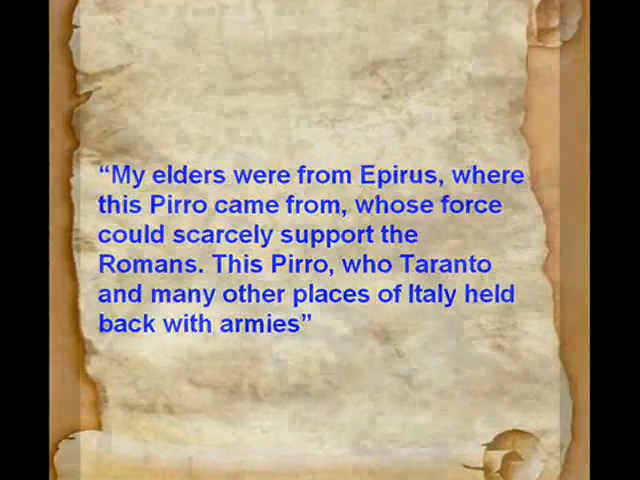 “My elders were from Epirus, where
this Pirro came from, whose force
could scarcely support the
Romans. This Pirro, who Taranto
and many other places of Italy held
back with armies”